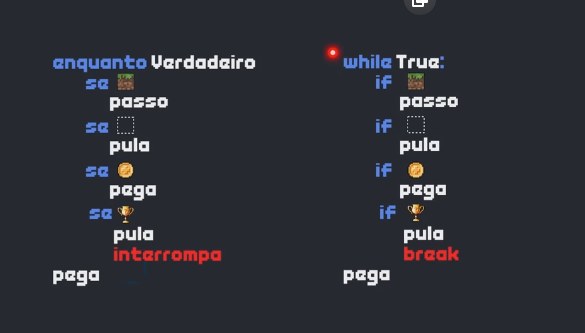 enquanto Verdadeiro
se
passo
se
pula
se
pega
se
pula
interrompa
pega
while True:
if
passo
if
pula
if
pega
if
pula
break
pega